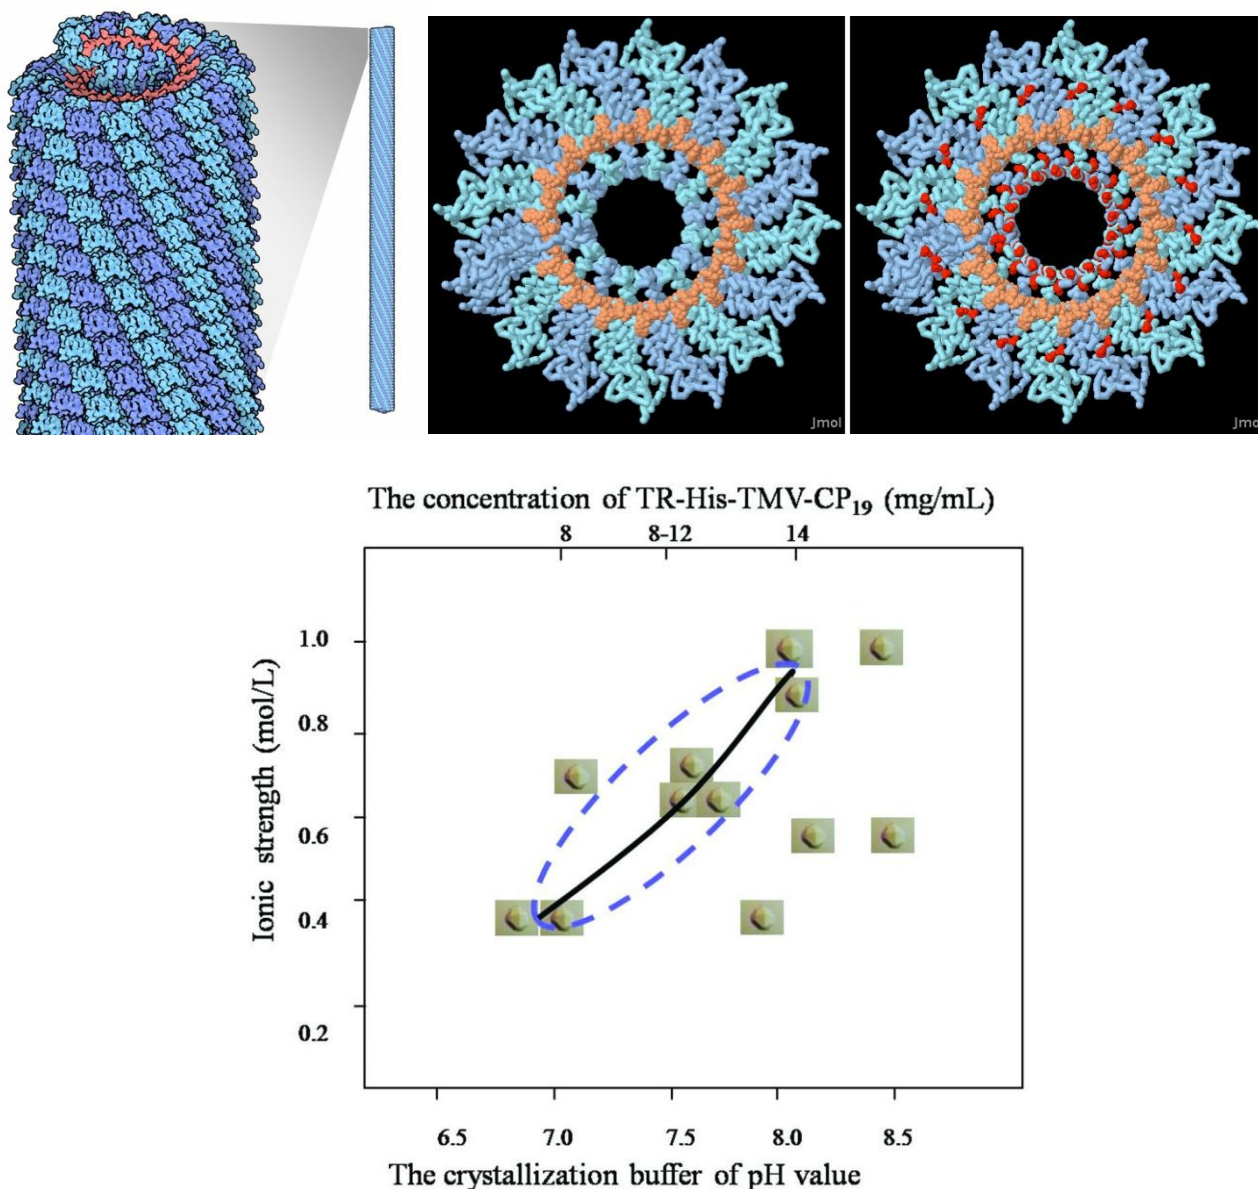 Jmol
Jmol
The concentration of TR-His-TMV-CP19 (mg/mL)
8 8-12 14
Ionic strength (mol/L)
1.0
0.8
0.6
0.4
0.2
6.5 7.0 7.5 8.0 8.5
The crystallization buffer of pH value